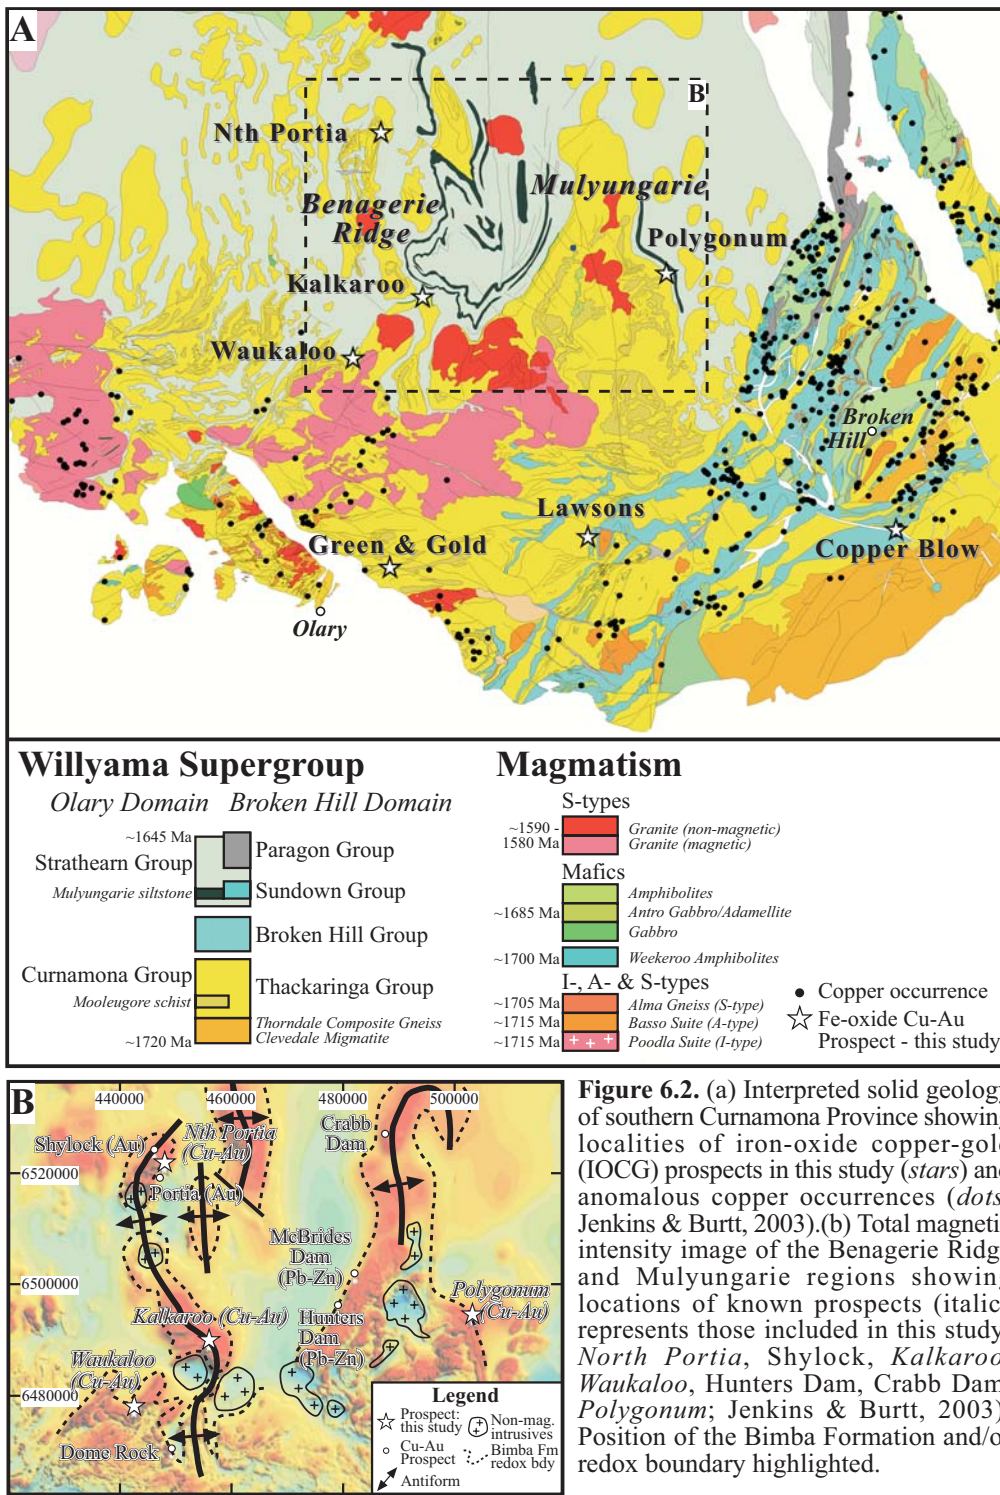 A
B
Nth Portia
Benagerie
Ridge
Mulyungarie
Polygonum
Kalkaroo
Waukaloo
Broken
Hill
Lawsons
Green & Gold
Copper Blow
Olary
Willyama Supergroup
Olary Domain Broken Hill Domain
~1645 Ma
Strathearn Group
Paragon Group
Mulyungarie siltstone
Sundown Group
Broken Hill Group
Curnamona Group
Thackaringa Group
Mooleugore schist
Thorndale Composite Gneiss
Clevedale Migmatite
~1720 Ma
Magmatism
S-types
~1590 -
1580 Ma
Granite (non-magnetic)
Granite (magnetic)
Mafics
Amphibolites
~1685 Ma
Antro Gabbro/Adamellite
Gabbro
~1700 Ma
Weekeroo Amphibolites
I-, A- & S-types
~1705 Ma
Alma Gneiss (S-type)
~1715 Ma
Basso Suite (A-type)
~1715 Ma
Poodla Suite (I-type)
Copper occurrence
Fe-oxide Cu-Au
Prospect - this study
B
440000 460000 480000 500000
6520000
6500000
6480000
Shylock (Au)
Nth Portia
(Cu-Au)
Portia (Au)
Crabb
Dam
McBrides
Dam
(Pb-Zn)
Hunters
Dam
(Pb-Zn)
Polygonum
(Cu-Au)
Kalkaroo (Cu-Au)
Waukaloo
(Cu-Au)
Dome Rock
Legend
Prospect:
this study
Cu-Au
Prospect
Antiform
Non-mag.
intrusives
Bimba Fm
redox bdy
Figure 6.2. (a) Interpreted solid geology
of southern Curnamona Province showing
localities of iron-oxide copper-gold
(IOCG) prospects in this study (stars) and
anomalous copper occurrences (dots
Jenkins & Burtt, 2003).(b) Total magneti
intensity image of the Benagerie Ridg
and Mulyungarie regions showing
locations of known prospects (italic
represents those included in this study
North Portia, Shylock, Kalkaroo
Waukaloo, Hunters Dam, Crabb Dam
Polygonum; Jenkins & Burtt, 2003)
Position of the Bimba Formation and/o
redox boundary highlighted.